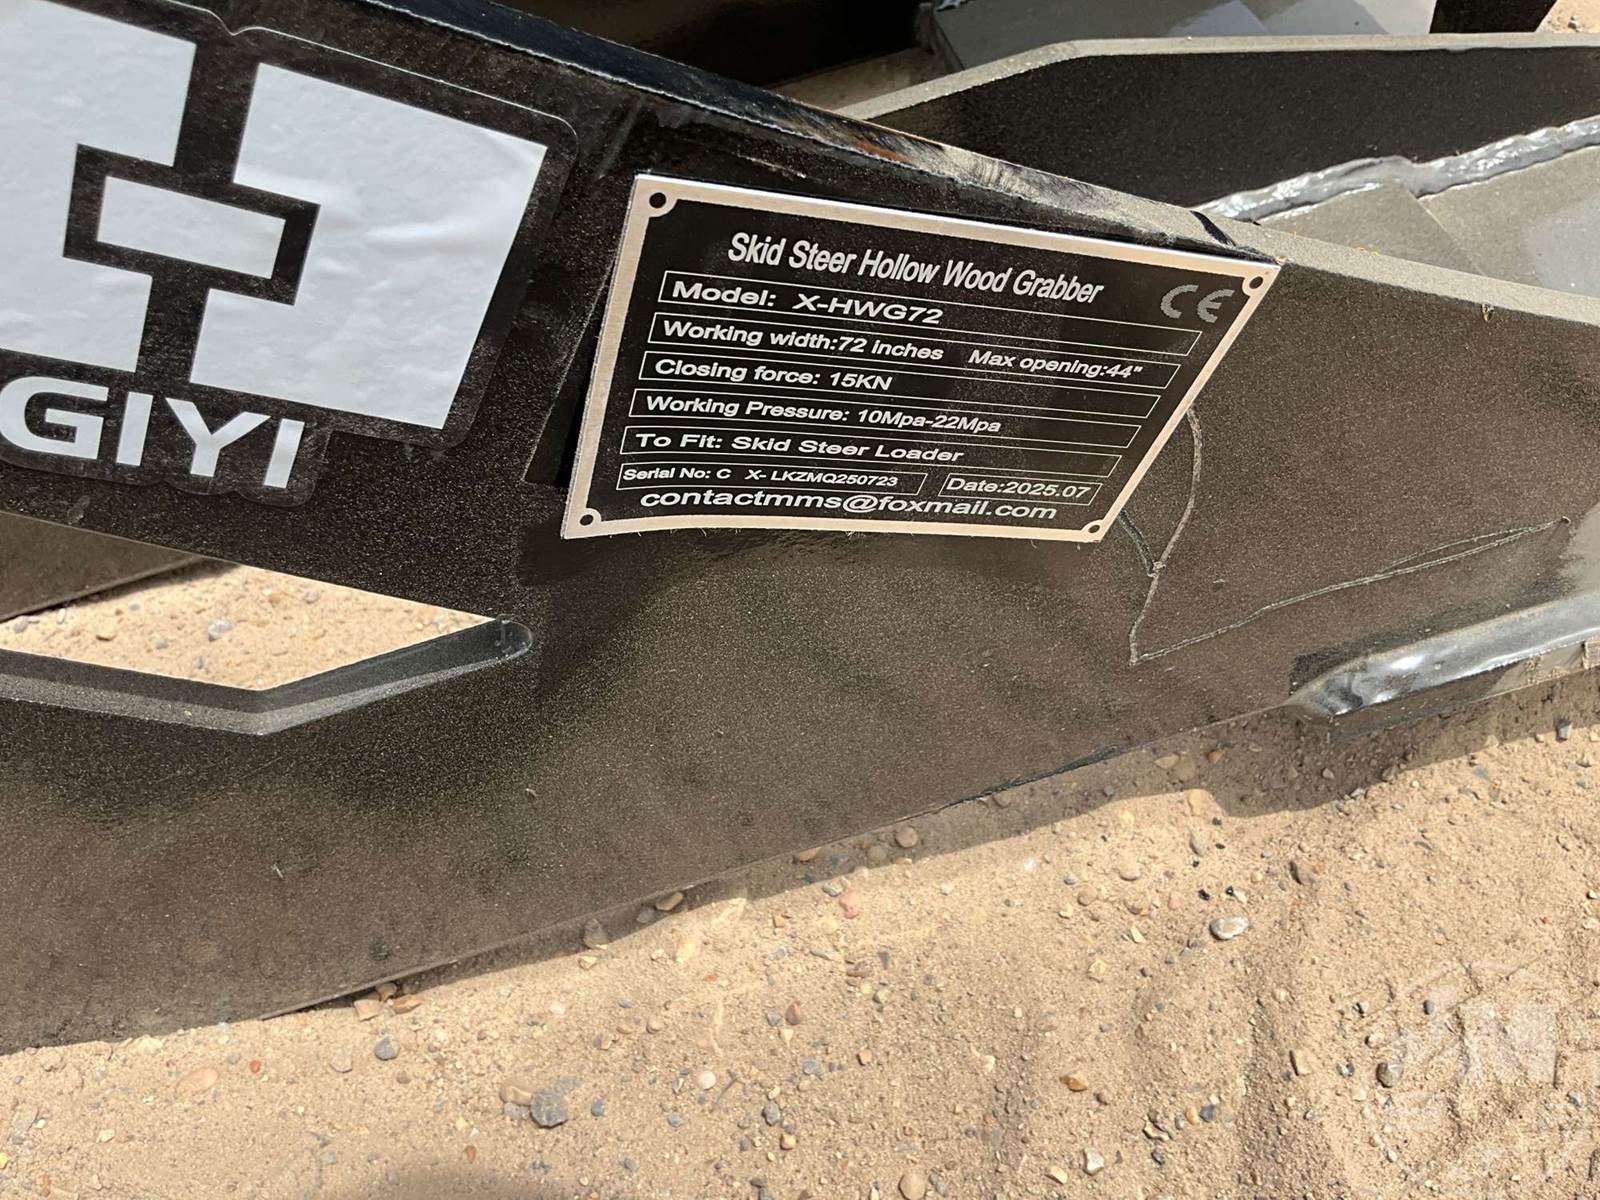 GIYI
Skid Steer Hollow Wood Grabber
CE
Model: X-HWG72
Working width:72 inches Max opening:44"
Closing force: 15KN
Working Pressure: 10Mpa-22Mpa
To Fit: Skid Steer Loader
Serial No: C X- LKZMQ250723 Date:2025.07
contactmms@foxmail.com